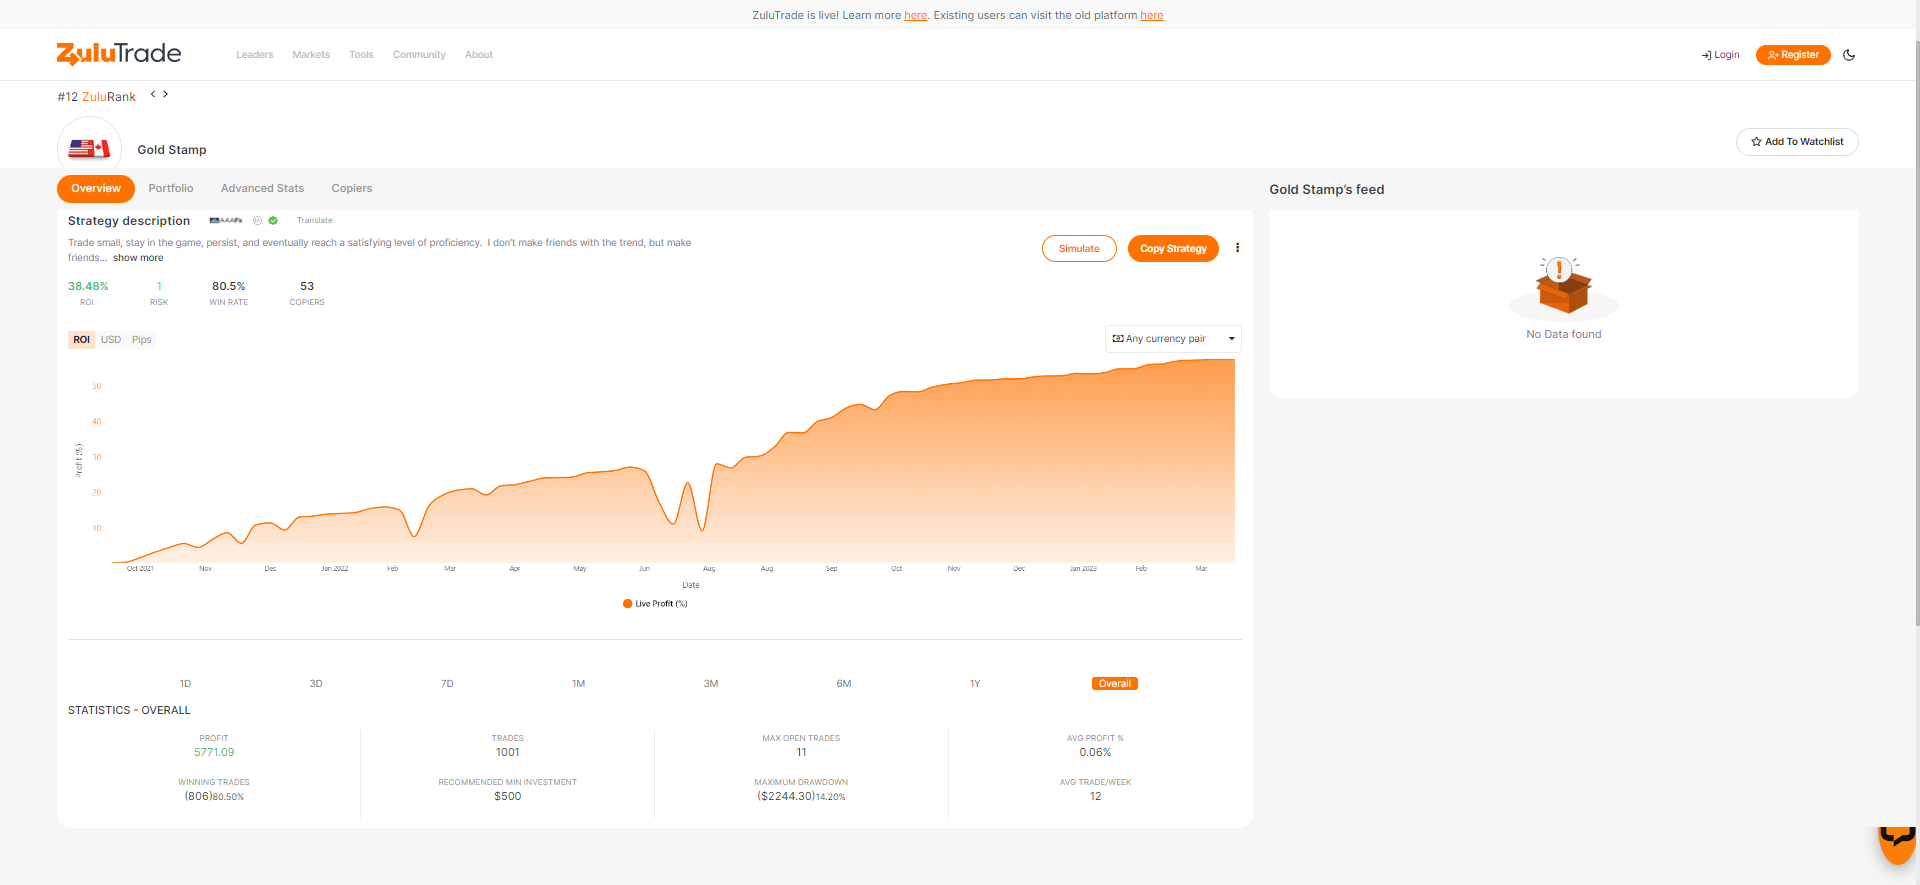 ZuluTrade is live! Learn more here. Existing users can visit the old platform here
ZuluTrade
Leaders Markets Tools Community About
Login Register
#12 ZuluRank
Gold Stamp
Add To Watchlist
Overview Portfolio Advanced Stats Copiers
Strategy description AAAFx Translate
Trade small, stay in the game, persist, and eventually reach a satisfying level of proficiency. I don't make friends with the trend, but make
friends... show more
Simulate Copy Strategy
38.48% 1 80.5% 53
ROI RISK WIN RATE COPIERS
ROI USD Pips
Any currency pair
Profit (%)
50
40
30
20
10
Oct 2021 Nov Dec Jan 2022 Feb Mar Apr May Jun Aug Aug Sep Oct Nov Dec Jan 2023 Feb Mar
Date
Live Profit (%)
1D 3D 7D 1M 3M 6M 1Y Overall
STATISTICS - OVERALL
PROFIT TRADES MAX OPEN TRADES AVG PROFIT %
5771.09 1001 11 0.06%
WINNING TRADES RECOMMENDED MIN INVESTMENT MAXIMUM DRAWDOWN AVG TRADE/WEEK
(806)80.50% $500 ($2244.30)14.20% 12
Gold Stamp's feed
No Data found